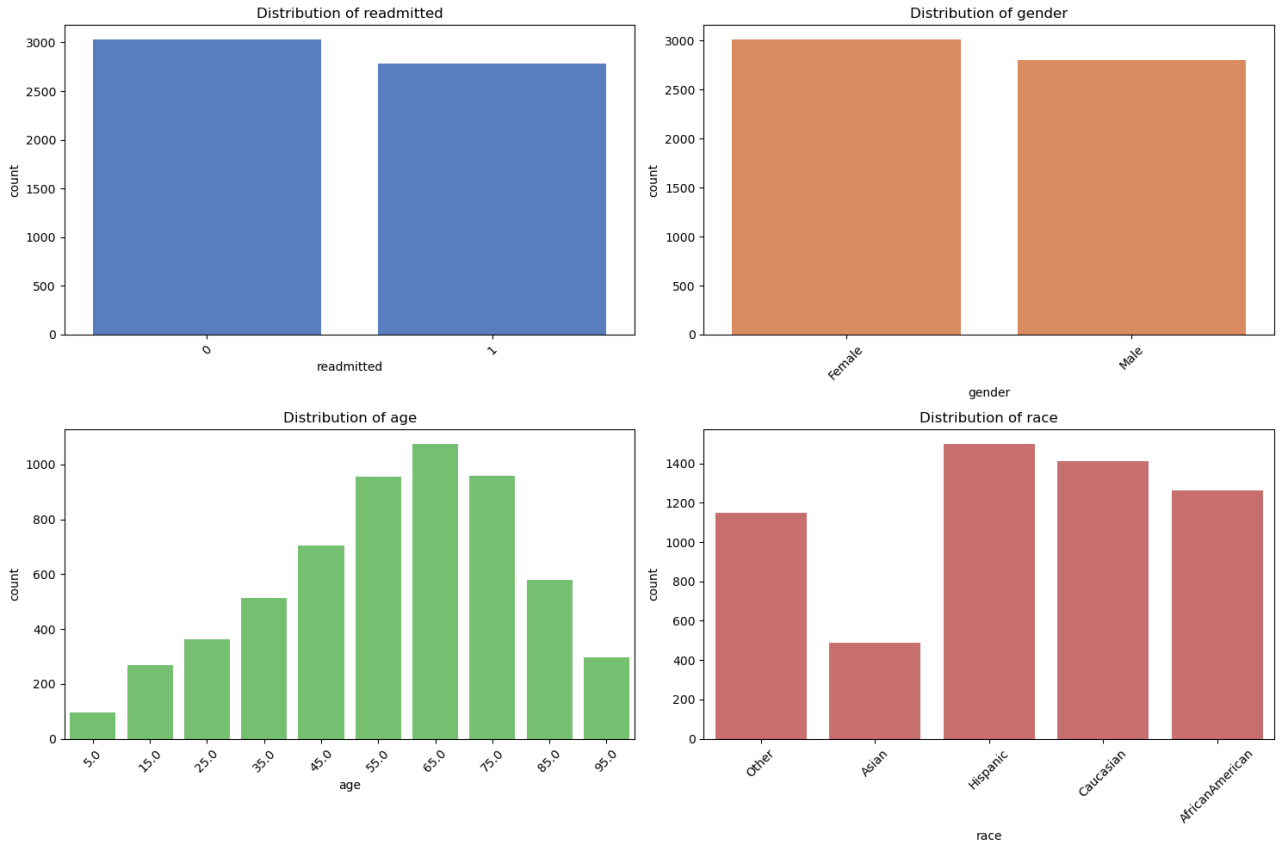 Distribution of readmitted
3000
2500
2000
1500
1000
500
0
count
0
1
readmitted
Distribution of gender
3000
2500
2000
1500
1000
500
0
count
Female
Male
gender
Distribution of age
1000
800
600
400
200
0
count
5.0
15.0
25.0
35.0
45.0
55.0
65.0
75.0
85.0
95.0
age
Distribution of race
1400
1200
1000
800
600
400
200
0
count
Other
Asian
Hispanic
Caucasian
AfricanAmerican
race